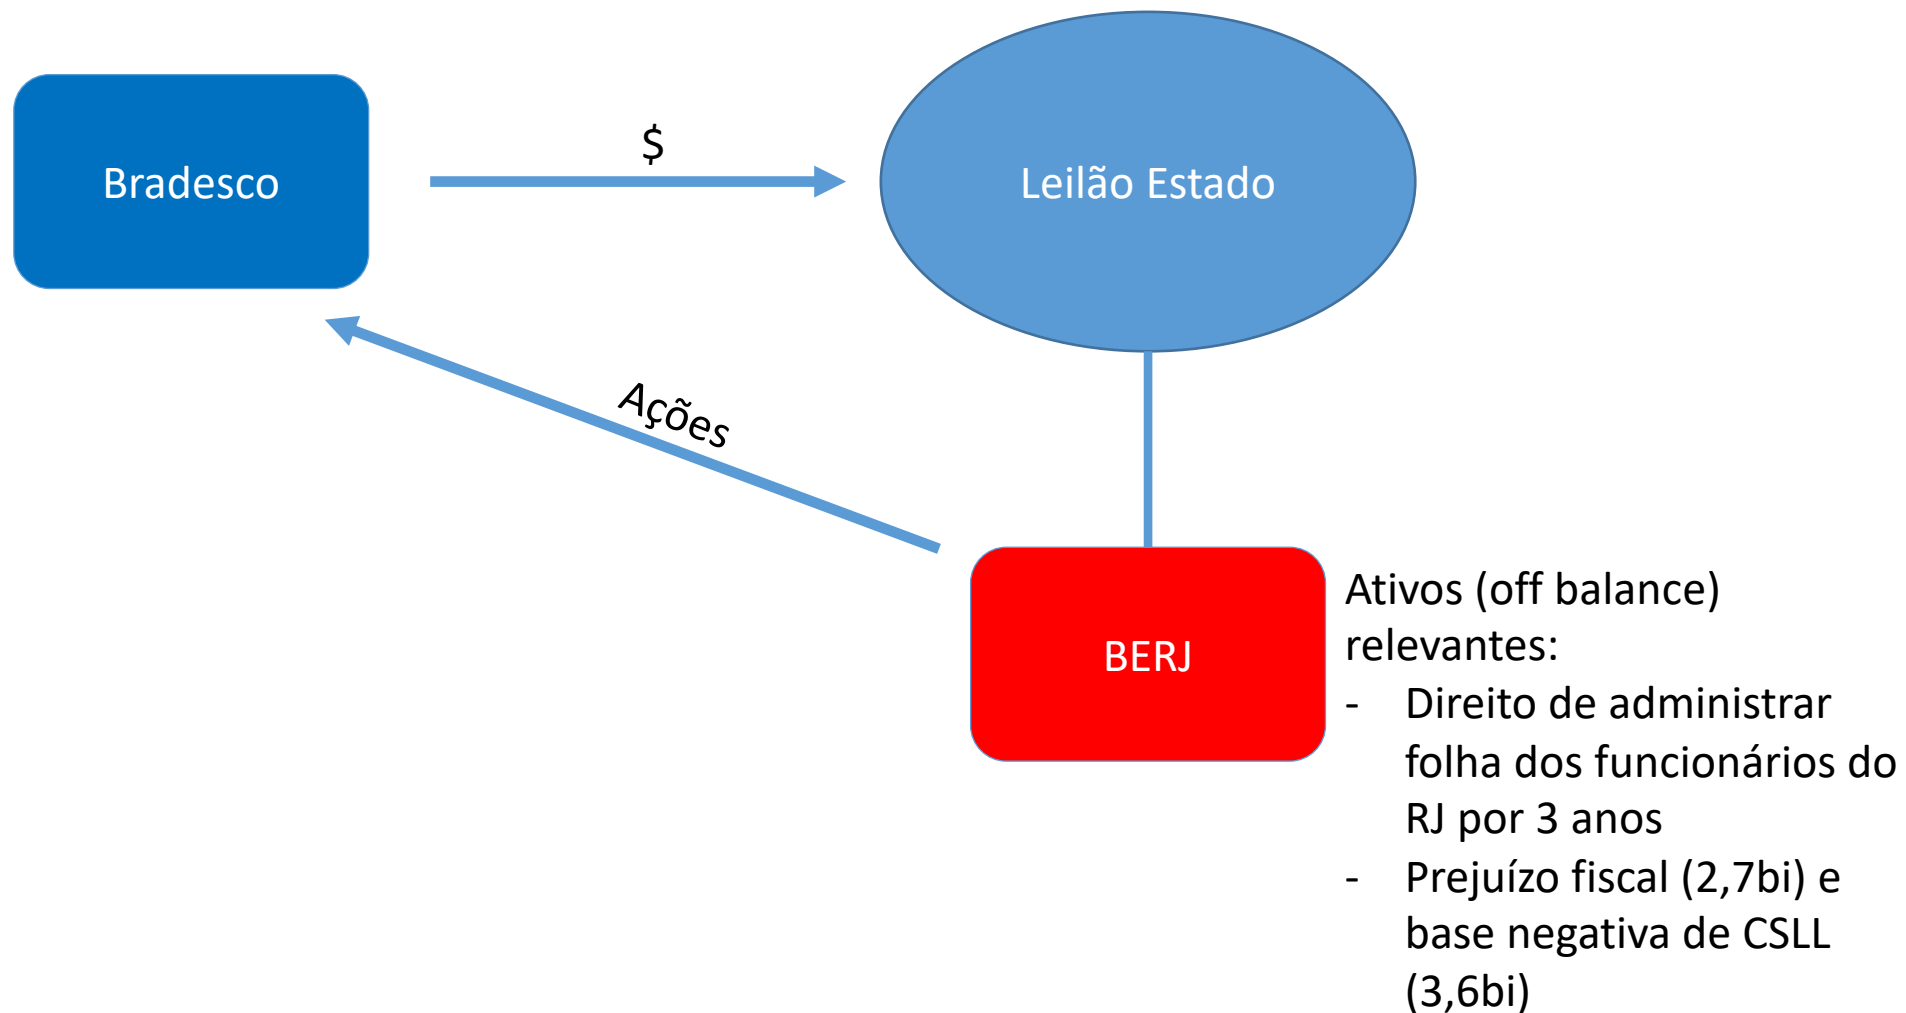 $
Bradesco
Leilão Estado
Ações
BERJ
Ativos (off balance)
relevantes:
- Direito de administrar
folha dos funcionários do
RJ por 3 anos
- Prejuízo fiscal (2,7bi) e
base negativa de CSLL
(3,6bi)